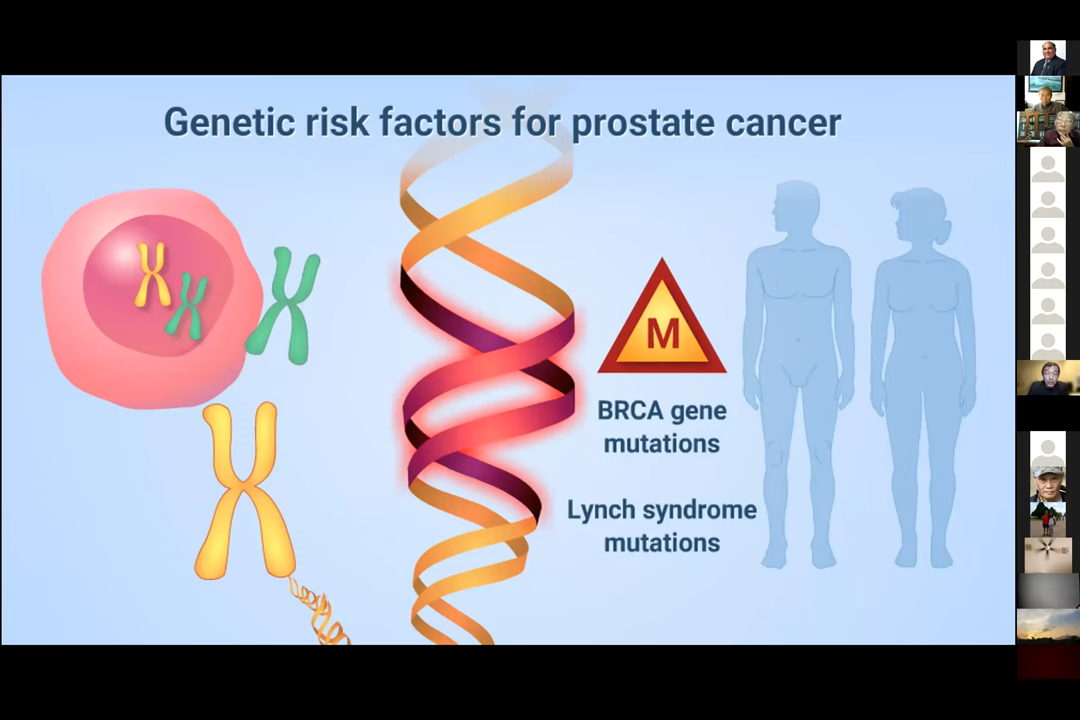 Genetic risk factors for prostate cancer
M
BRCA gene
mutations
Lynch syndrome
mutations